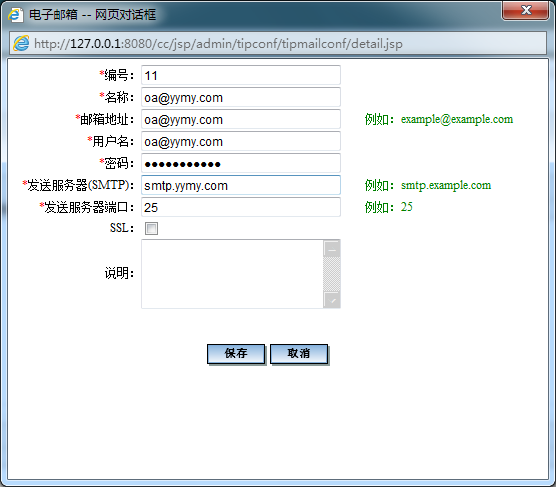 电子邮箱 -- 网页对话框
http://127.0.0.1:8080/cc/jsp/admin/tipconf/tipmailconf/detail.jsp
*编号： 11
*名称： oa@yymy.com
*邮箱地址： oa@yymy.com 例如：example@example.com
*用户名： oa@yymy.com
*密码： ●●●●●●●●●●●
*发送服务器(SMTP)： smtp.yymy.com 例如：smtp.example.com
*发送服务器端口： 25 例如：25
SSL：
说明：
保存 取消